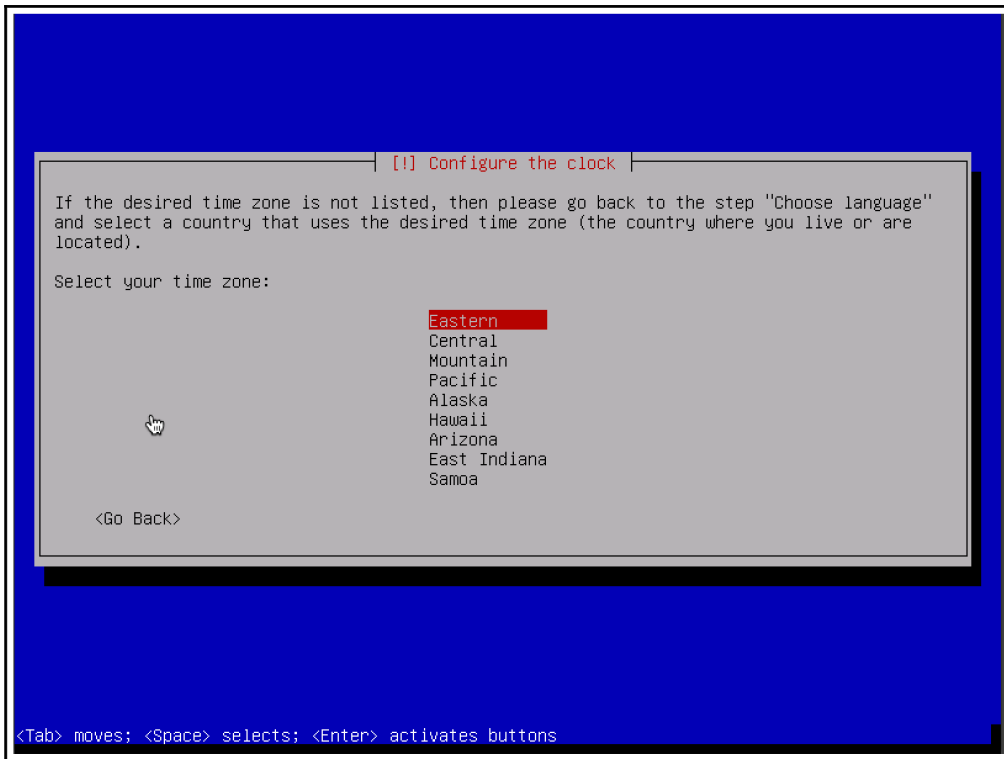 [!] Configure the clock
If the desired time zone is not listed, then please go back to the step "Choose language"
and select a country that uses the desired time zone (the country where you live or are
located).
Select your time zone:
Eastern
Central
Mountain
Pacific
Alaska
Hawaii
Arizona
East Indiana
Samoa
<Go Back>
<Tab> moves; <Space> selects; <Enter> activates buttons